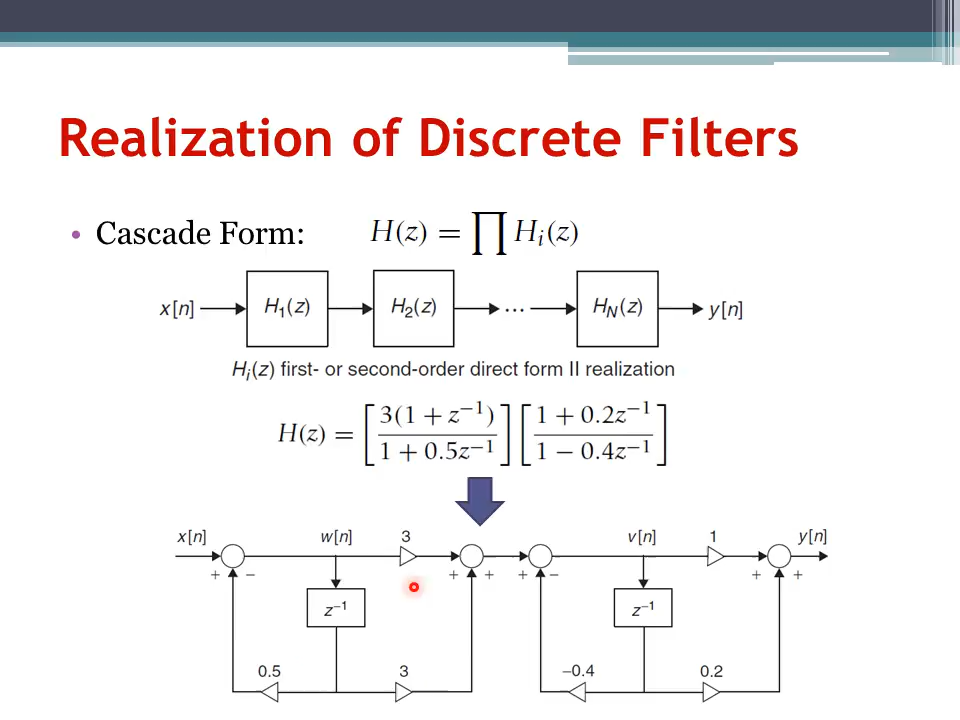 Realization of Discrete Filters
• Cascade Form: H(z) = ∏ Hᵢ(z)
x[n] H₁(z) H₂(z) ... H_N(z) y[n]
Hᵢ(z) first- or second-order direct form II realization
H(z) = [3(1 + z⁻¹) / 1 + 0.5z⁻¹] [1 + 0.2z⁻¹ / 1 − 0.4z⁻¹]
x[n] w[n] 3 v[n] 1 y[n]
+ − + + + − + +
z⁻¹ z⁻¹
0.5 3 −0.4 0.2